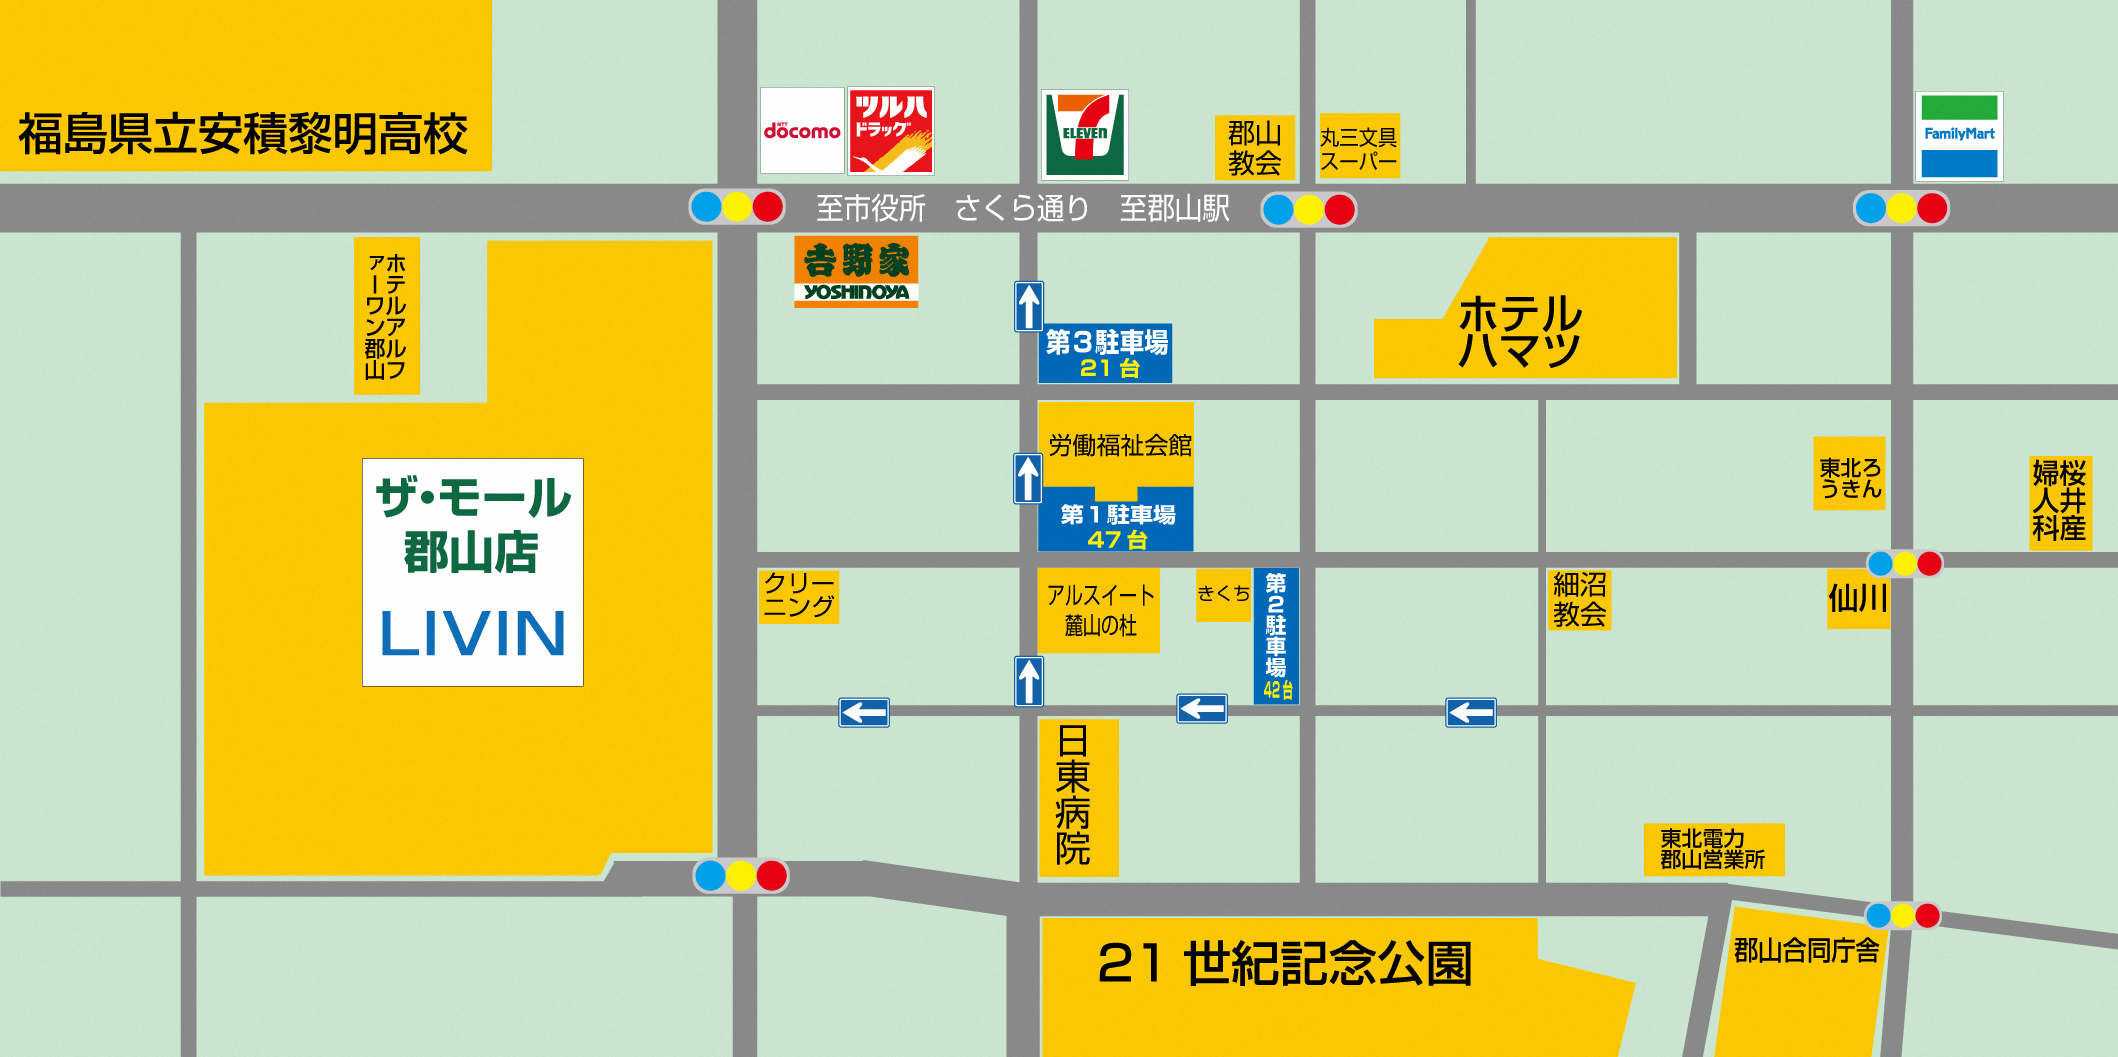 福島県立安積黎明高校
NTT
döcomo
ツルハ
ドラッグ
7
ELEVEN
郡山
教会
丸三文具
スーパー
FamilyMart
至市役所　さくら通り　至郡山駅
ホテルアルフ
ァーワン郡山
吉野家
YOSHINOYA
第3駐車場
21台
ホテル
ハマツ
ザ・モール
郡山店
LIVIN
労働福祉会館
第1駐車場
47台
東北ろ
うきん
桜井産
婦人科
クリー
ニング
アルスイート
麓山の杜
きくち
第2駐車場
42台
細沼
教会
仙川
日東病院
東北電力
郡山営業所
21 世紀記念公園
郡山合同庁舎